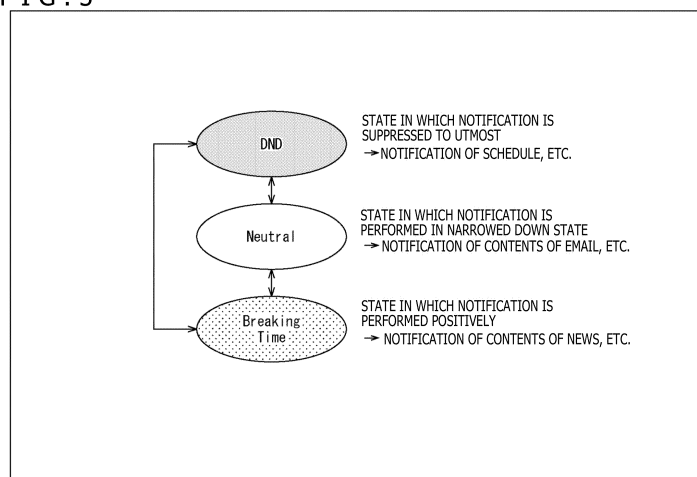 DND
STATE IN WHICH NOTIFICATION IS
SUPPRESSED TO UTMOST
→NOTIFICATION OF SCHEDULE, ETC.
Neutral
STATE IN WHICH NOTIFICATION IS
PERFORMED IN NARROWED DOWN STATE
→ NOTIFICATION OF CONTENTS OF EMAIL, ETC.
Breaking
Time
STATE IN WHICH NOTIFICATION IS
PERFORMED POSITIVELY
→ NOTIFICATION OF CONTENTS OF NEWS, ETC.